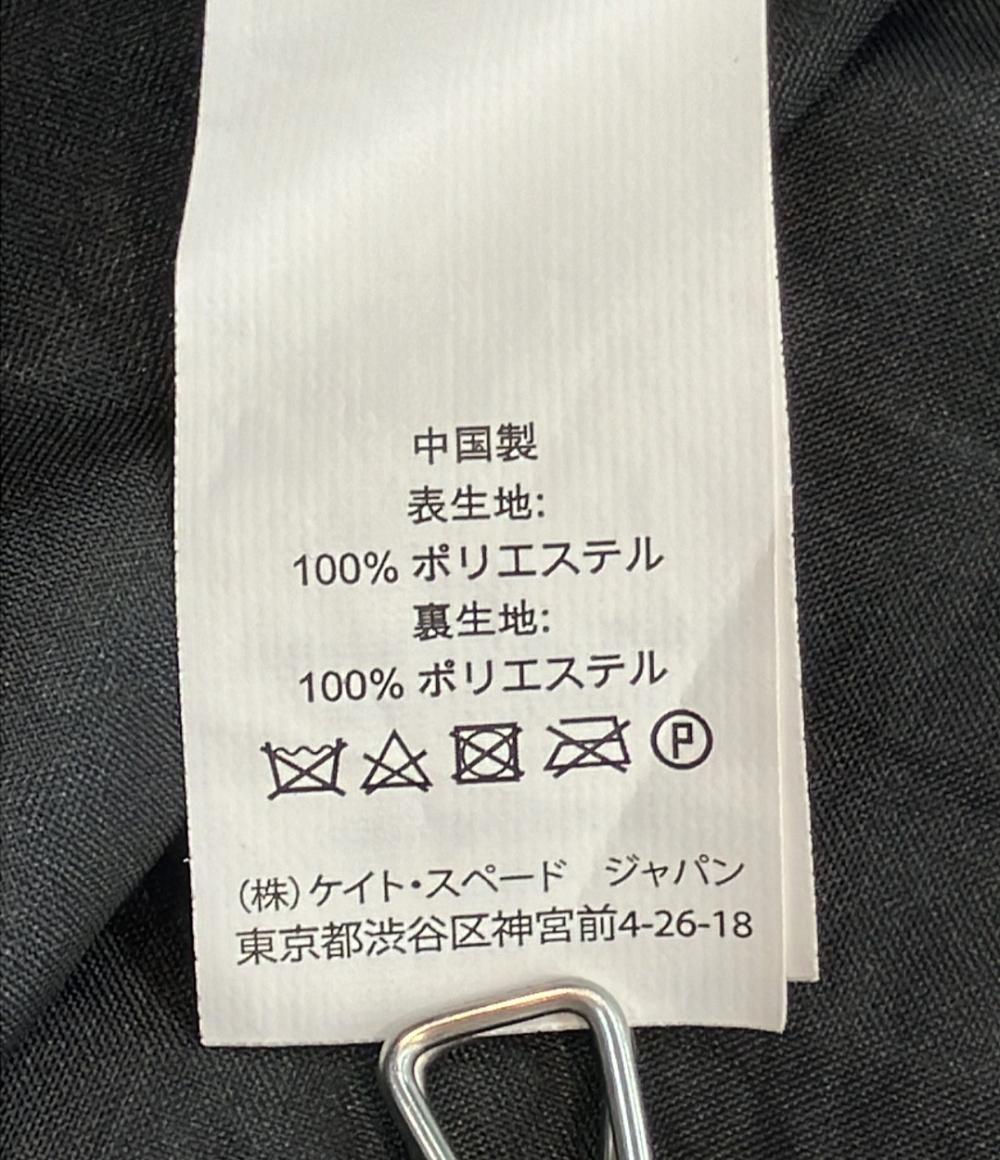 中国製
表生地:
100% ポリエステル
裏生地:
100% ポリエステル
P
(株)ケイト・スペード ジャパン
東京都渋谷区神宮前4-26-18